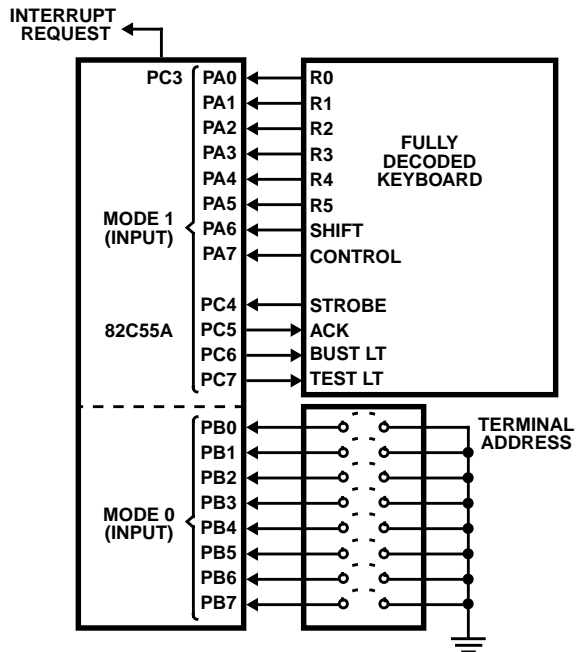 INTERRUPT
REQUEST
PC3 PA0 R0
PA1 R1
PA2 R2
PA3 R3
PA4 R4
PA5 R5
PA6 SHIFT
PA7 CONTROL
FULLY
DECODED
KEYBOARD
MODE 1
(INPUT)
PC4 STROBE
82C55A PC5 ACK
PC6 BUST LT
PC7 TEST LT
PB0
PB1
PB2
PB3
PB4
PB5
PB6
PB7
MODE 0
(INPUT)
TERMINAL
ADDRESS